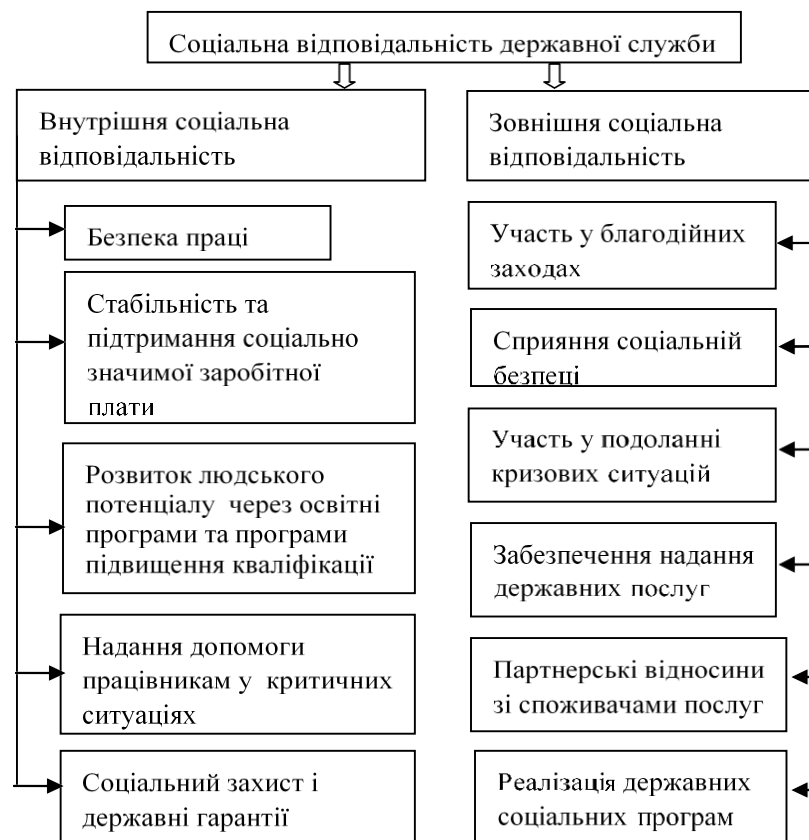 Соціальна відповідальність державної служби
Внутрішня соціальна
відповідальність
Безпека праці
Стабільність та
підтримання соціально
значимої заробітної
плати
Розвиток людського
потенціалу через освітні
програми та програми
підвищення кваліфікації
Надання допомоги
працівникам у критичних
ситуаціях
Соціальний захист і
державні гарантії
Зовнішня соціальна
відповідальність
Участь у благодійних
заходах
Сприяння соціальній
безпеці
Участь у подоланні
кризових ситуацій
Забезпечення надання
державних послуг
Партнерські відносини
зі споживачами послуг
Реалізація державних
соціальних програм